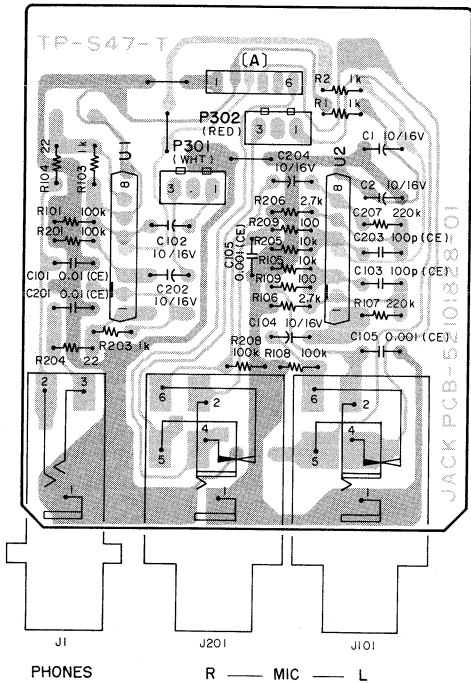 TP-S47-T
(A)
1 6
R2 1k
R1 1k
P302
(RED)
3 1
P301
(WHT)
3 . 1
U1
8
1
R104 22
R103 1k
R101 100k
R201 100k
C101 0.01(CE)
C201 0.01(CE)
R203 1k
R204 22
C102
10/16V
C202
10/16V
C204
10/16V
U2
8
1
C1 10/16V
C2 10/16V
R206 2.7k
R209 100
R205 10k
R105 10k
R109 100
R106 2.7k
C105
0.001(CE)
C104 10/16V
R208
100k
R108 100k
C207 220k
C203 100p(CE)
C103 100p(CE)
R107 220k
C105 0.001(CE)
JACK PCB-52101828-01
2 3
1
6
2
4
5
1
6
2
4
5
1
J1
J201
J101
PHONES
R — MIC — L